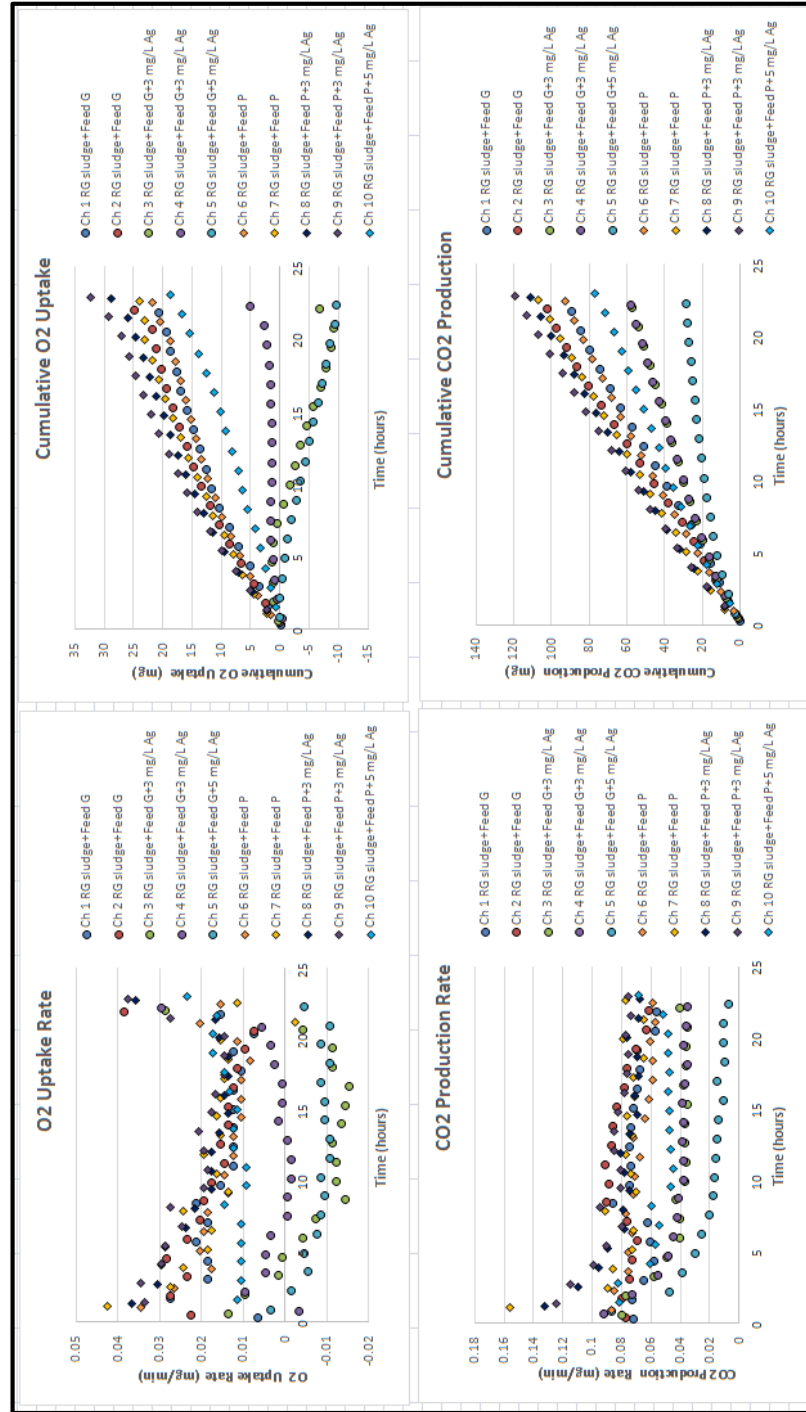 O2 Uptake Rate
O2 Uptake Rate (mg/min)
0.05
0.04
0.03
0.02
0.01
0
-0.01
-0.02
0
5
10
15
20
25
Time (hours)
Ch 1 RG sludge+Feed G
Ch 2 RG sludge+Feed G
Ch 3 RG sludge+Feed G+3 mg/L Ag
Ch 4 RG sludge+Feed G+3 mg/L Ag
Ch 5 RG sludge+Feed G+5 mg/L Ag
Ch 6 RG sludge+Feed P
Ch 7 RG sludge+Feed P
Ch 8 RG sludge+Feed P+3 mg/L Ag
Ch 9 RG sludge+Feed P+3 mg/L Ag
Ch 10 RG sludge+Feed P+5 mg/L Ag
Cumulative O2 Uptake
Cumulative O2 Uptake (mg)
35
30
25
20
15
10
5
0
-5
-10
-15
0
5
10
15
20
25
Time (hours)
Ch 1 RG sludge+Feed G
Ch 2 RG sludge+Feed G
Ch 3 RG sludge+Feed G+3 mg/L Ag
Ch 4 RG sludge+Feed G+3 mg/L Ag
Ch 5 RG sludge+Feed G+5 mg/L Ag
Ch 6 RG sludge+Feed P
Ch 7 RG sludge+Feed P
Ch 8 RG sludge+Feed P+3 mg/L Ag
Ch 9 RG sludge+Feed P+3 mg/L Ag
Ch 10 RG sludge+Feed P+5 mg/L Ag
CO2 Production Rate
CO2 Production Rate (mg/min)
0.18
0.16
0.14
0.12
0.1
0.08
0.06
0.04
0.02
0
0
5
10
15
20
25
Time (hours)
Ch 1 RG sludge+Feed G
Ch 2 RG sludge+Feed G
Ch 3 RG sludge+Feed G+3 mg/L Ag
Ch 4 RG sludge+Feed G+3 mg/L Ag
Ch 5 RG sludge+Feed G+5 mg/L Ag
Ch 6 RG sludge+Feed P
Ch 7 RG sludge+Feed P
Ch 8 RG sludge+Feed P+3 mg/L Ag
Ch 9 RG sludge+Feed P+3 mg/L Ag
Ch 10 RG sludge+Feed P+5 mg/L Ag
Cumulative CO2 Production
Cumulative CO2 Production (mg)
140
120
100
80
60
40
20
0
0
5
10
15
20
25
Time (hours)
Ch 1 RG sludge+Feed G
Ch 2 RG sludge+Feed G
Ch 3 RG sludge+Feed G+3 mg/L Ag
Ch 4 RG sludge+Feed G+3 mg/L Ag
Ch 5 RG sludge+Feed G+5 mg/L Ag
Ch 6 RG sludge+Feed P
Ch 7 RG sludge+Feed P
Ch 8 RG sludge+Feed P+3 mg/L Ag
Ch 9 RG sludge+Feed P+3 mg/L Ag
Ch 10 RG sludge+Feed P+5 mg/L Ag